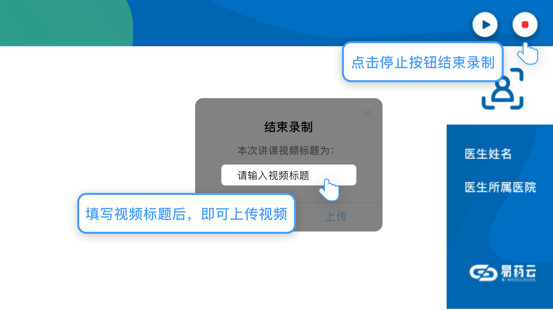 点击停止按钮结束录制
结束录制
本次讲课视频标题为：
请输入视频标题
填写视频标题后，即可上传视频
上传
医生姓名
医生所属医院
易药云